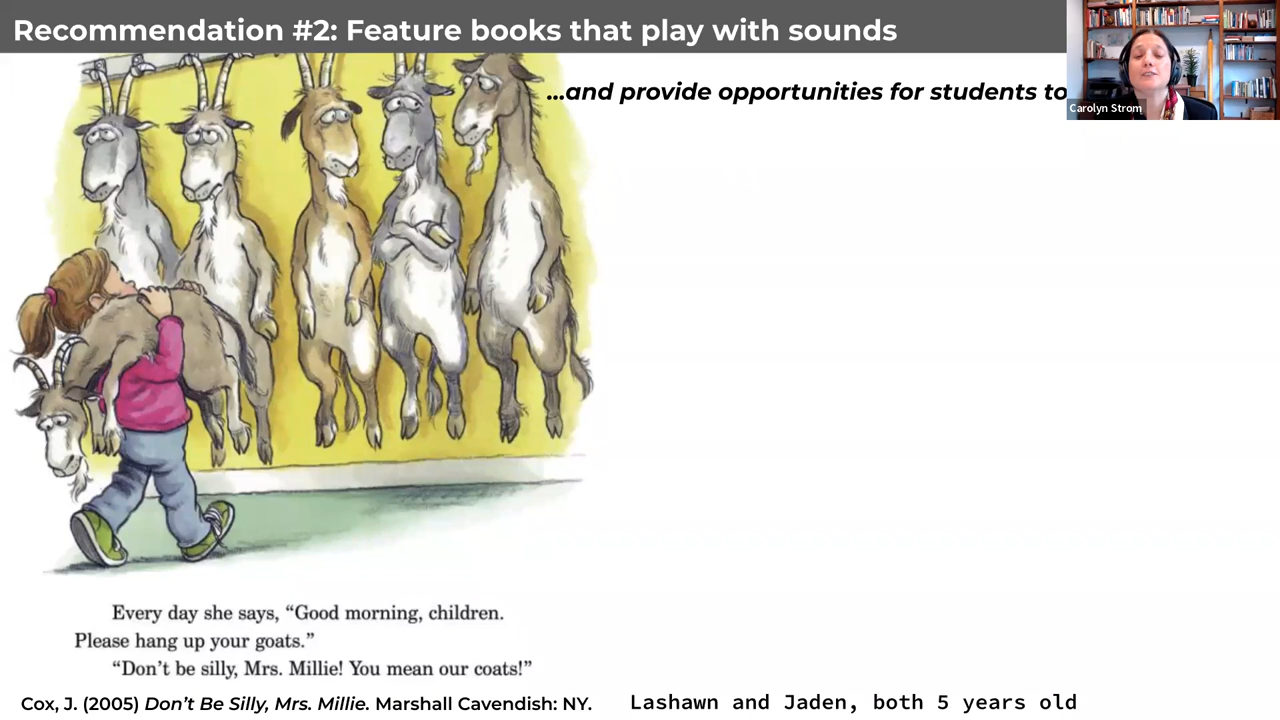 Recommendation #2: Feature books that play with sounds
...and provide opportunities for students to
Carolyn Strom
Every day she says, “Good morning, children.
Please hang up your goats.”
“Don’t be silly, Mrs. Millie! You mean our coats!”
Cox, J. (2005) Don’t Be Silly, Mrs. Millie. Marshall Cavendish: NY.
Lashawn and Jaden, both 5 years old